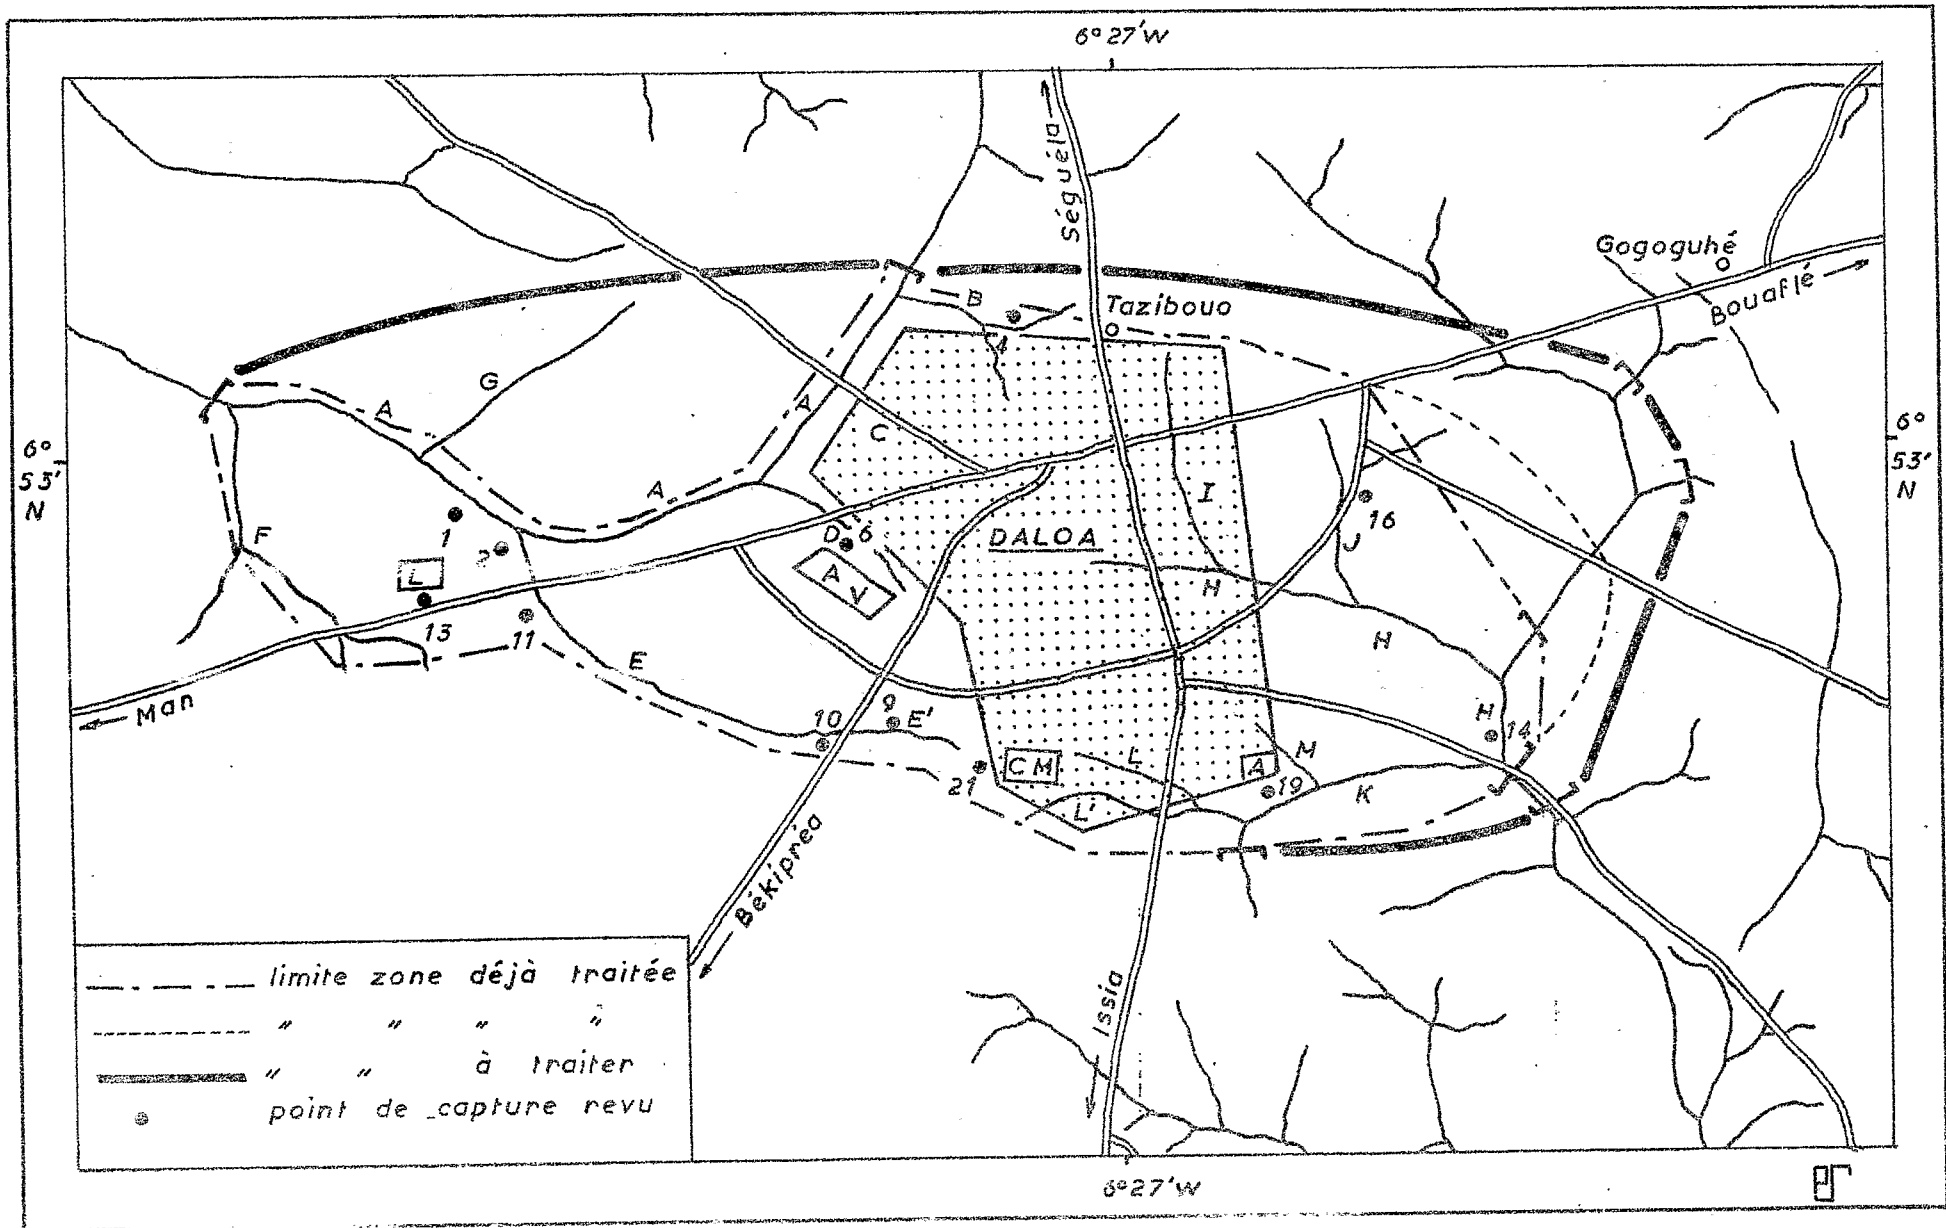 6° 27' W
Séguéla
Gogoguhé
Bouaflé
B
Tazibouo
4
G
A
A
C
6°
53'
N
6°
53'
N
A
I
1
F
2
L
D
6
DALOA
16
J
A V
H
13
11
E
H
Man
9
10
E'
H
14
21
CM
L
A
M
19
K
L'
Békipréa
Issia
limite zone déjà traitée
" " " "
" " à traiter
point de capture revu
6° 27' W